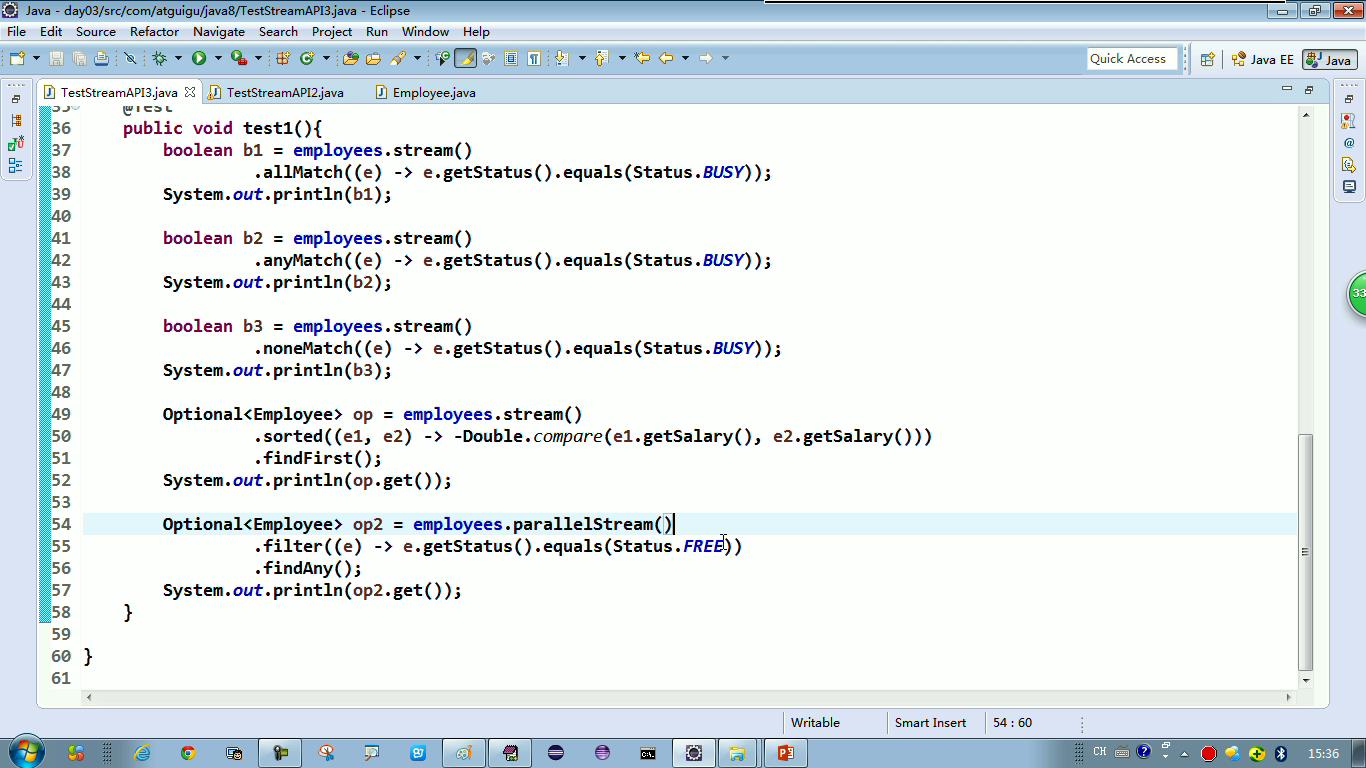 Java - day03/src/com/atguigu/java8/TestStreamAPI3.java - Eclipse
File Edit Source Refactor Navigate Search Project Run Window Help
Quick Access Java EE Java
TestStreamAPI3.java TestStreamAPI2.java Employee.java
35 @Test
36 public void test1(){
37 boolean b1 = employees.stream()
38 .allMatch((e) -> e.getStatus().equals(Status.BUSY));
39 System.out.println(b1);
40
41 boolean b2 = employees.stream()
42 .anyMatch((e) -> e.getStatus().equals(Status.BUSY));
43 System.out.println(b2);
44
45 boolean b3 = employees.stream()
46 .noneMatch((e) -> e.getStatus().equals(Status.BUSY));
47 System.out.println(b3);
48
49 Optional<Employee> op = employees.stream()
50 .sorted((e1, e2) -> -Double.compare(e1.getSalary(), e2.getSalary()))
51 .findFirst();
52 System.out.println(op.get());
53
54 Optional<Employee> op2 = employees.parallelStream()
55 .filter((e) -> e.getStatus().equals(Status.FREE))
56 .findAny();
57 System.out.println(op2.get());
58 }
59
60 }
61
33
Writable Smart Insert 54 : 60
CH 15:36